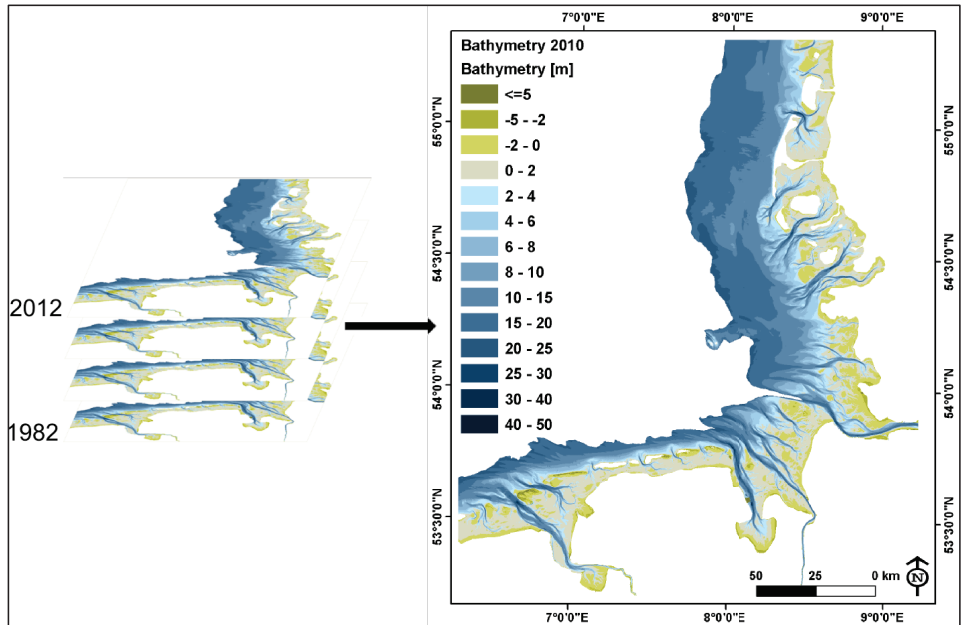 7°0'0"E
8°0'0"E
9°0'0"E
Bathymetry 2010
Bathymetry [m]
<=5
-5 - -2
-2 - 0
0 - 2
2 - 4
4 - 6
6 - 8
8 - 10
10 - 15
15 - 20
20 - 25
25 - 30
30 - 40
40 - 50
55°0'0"N
54°30'0"N
54°0'0"N
53°30'0"N
55°0'0"N
54°30'0"N
54°0'0"N
53°30'0"N
2012
1982
50
25
0 km
N
7°0'0"E
8°0'0"E
9°0'0"E